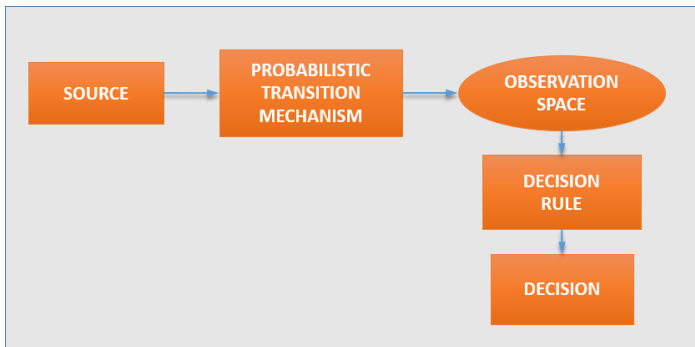 SOURCE
PROBABILISTIC
TRANSITION
MECHANISM
OBSERVATION
SPACE
DECISION
RULE
DECISION